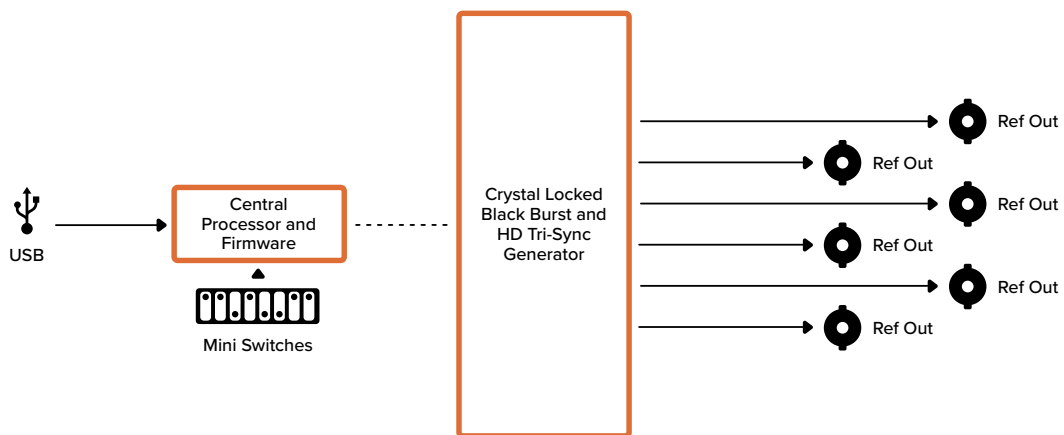 USB
Central
Processor and
Firmware
Mini Switches
Crystal Locked
Black Burst and
HD Tri-Sync
Generator
Ref Out
Ref Out
Ref Out
Ref Out
Ref Out
Ref Out